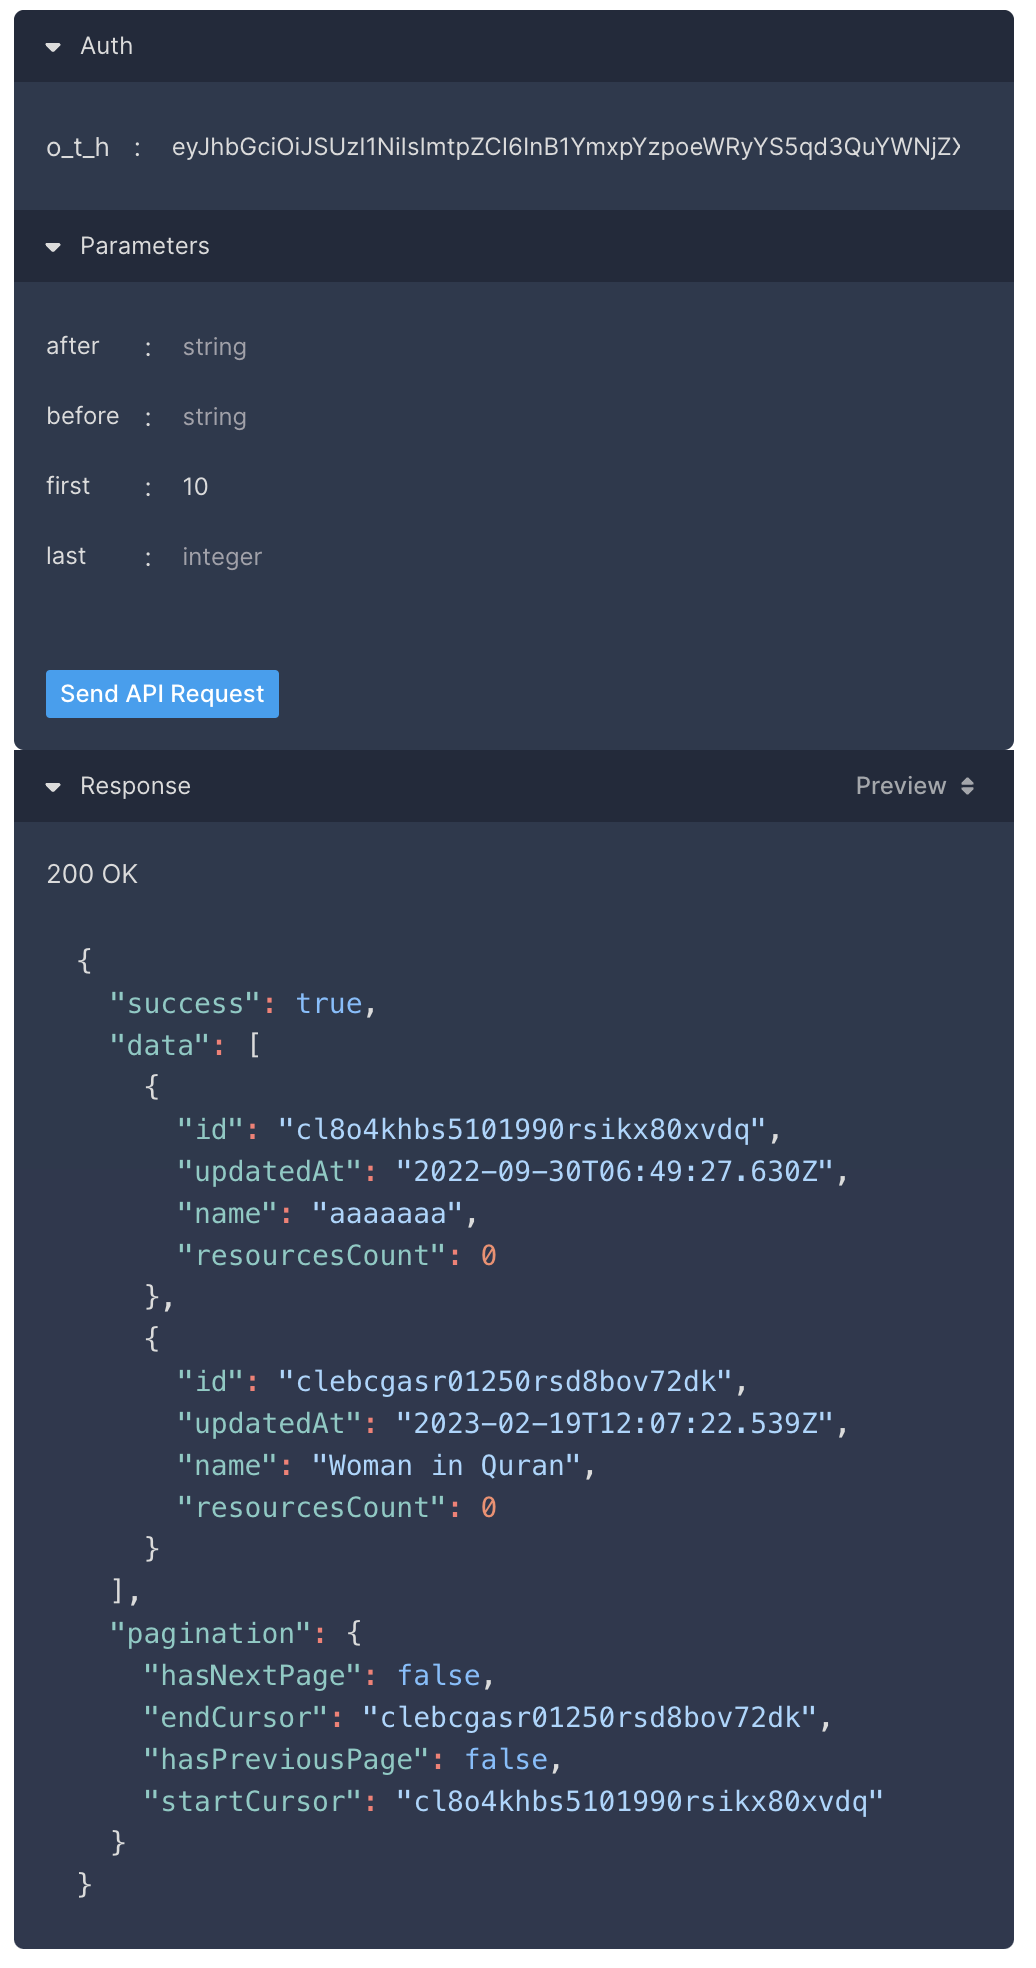 Auth
o_t_h : eyJhbGciOiJSUzI1NiIsImtpZCI6InB1YmxpYzpoeWRyYS5qd3QuYWNjZX
Parameters
after : string
before : string
first : 10
last : integer
Send API Request
Response Preview
200 OK
{
"success": true,
"data": [
{
"id": "cl8o4khbs5101990rsikx80xvdq",
"updatedAt": "2022-09-30T06:49:27.630Z",
"name": "aaaaaaa",
"resourcesCount": 0
},
{
"id": "clebcgasr01250rsd8bov72dk",
"updatedAt": "2023-02-19T12:07:22.539Z",
"name": "Woman in Quran",
"resourcesCount": 0
}
],
"pagination": {
"hasNextPage": false,
"endCursor": "clebcgasr01250rsd8bov72dk",
"hasPreviousPage": false,
"startCursor": "cl8o4khbs5101990rsikx80xvdq"
}
}